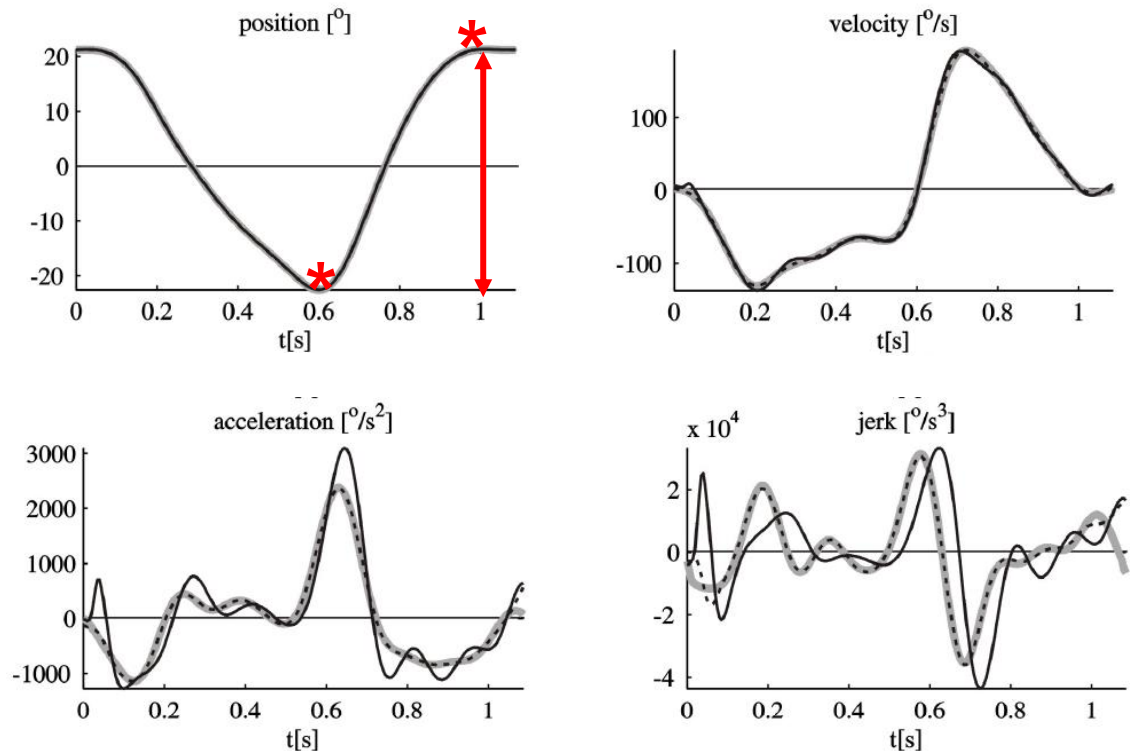 position [°]
20
10
0
-10
-20
0 0.2 0.4 0.6 0.8 1
t[s]
velocity [°/s]
100
0
-100
0 0.2 0.4 0.6 0.8 1
t[s]
acceleration [°/s²]
3000
2000
1000
0
-1000
0 0.2 0.4 0.6 0.8 1
t[s]
jerk [°/s³]
x 10⁴
2
0
-2
-4
0 0.2 0.4 0.6 0.8 1
t[s]